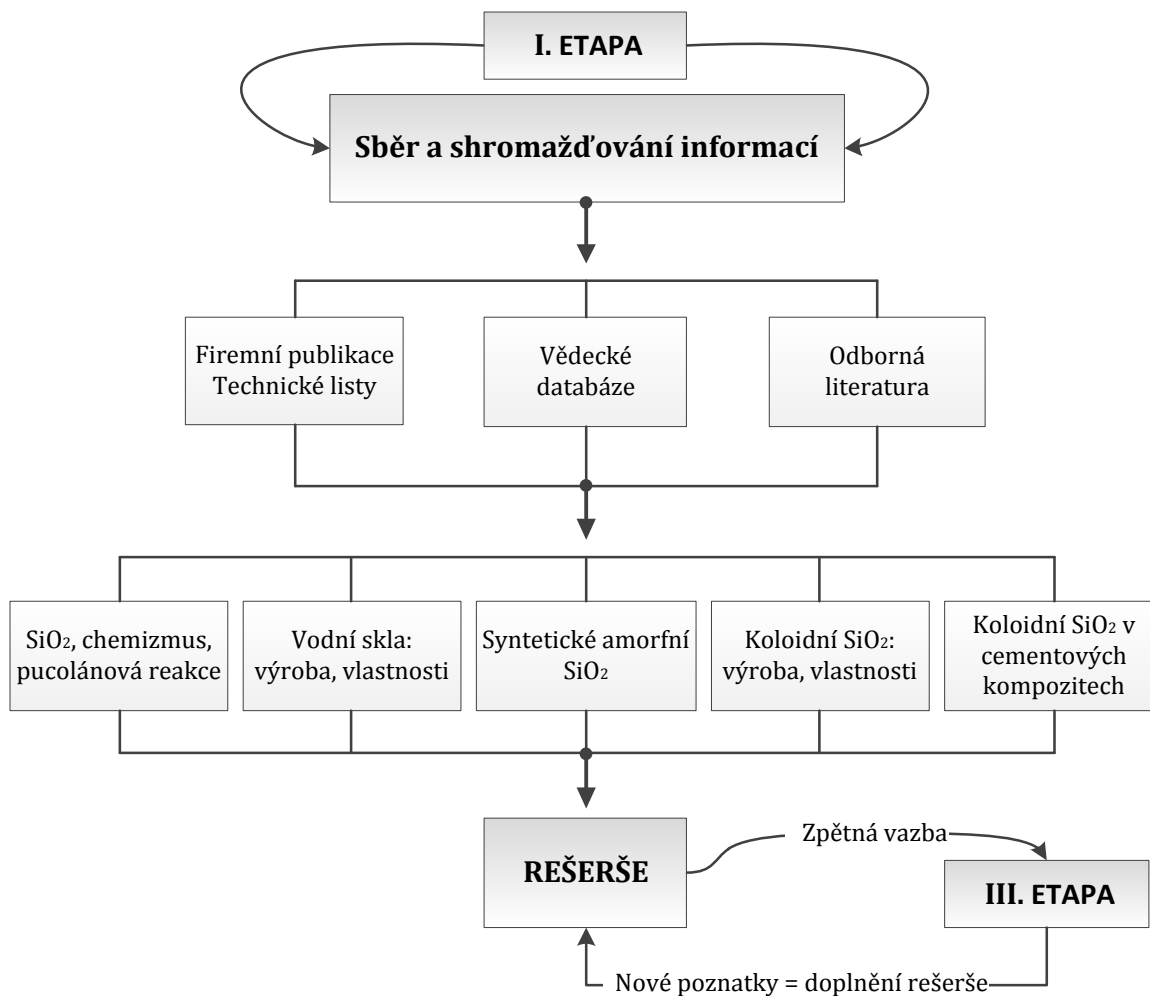 I. ETAPA
Sběr a shromažďování informací
Firemní publikace
Technické listy
Vědecké
databáze
Odborná
literatura
SiO₂, chemizmus,
pucolánová reakce
Vodní skla:
výroba, vlastnosti
Syntetické amorfní
SiO₂
Koloidní SiO₂:
výroba, vlastnosti
Koloidní SiO₂ v
cementových
kompozitech
REŠERŠE
Zpětná vazba
III. ETAPA
Nové poznatky = doplnění rešerše